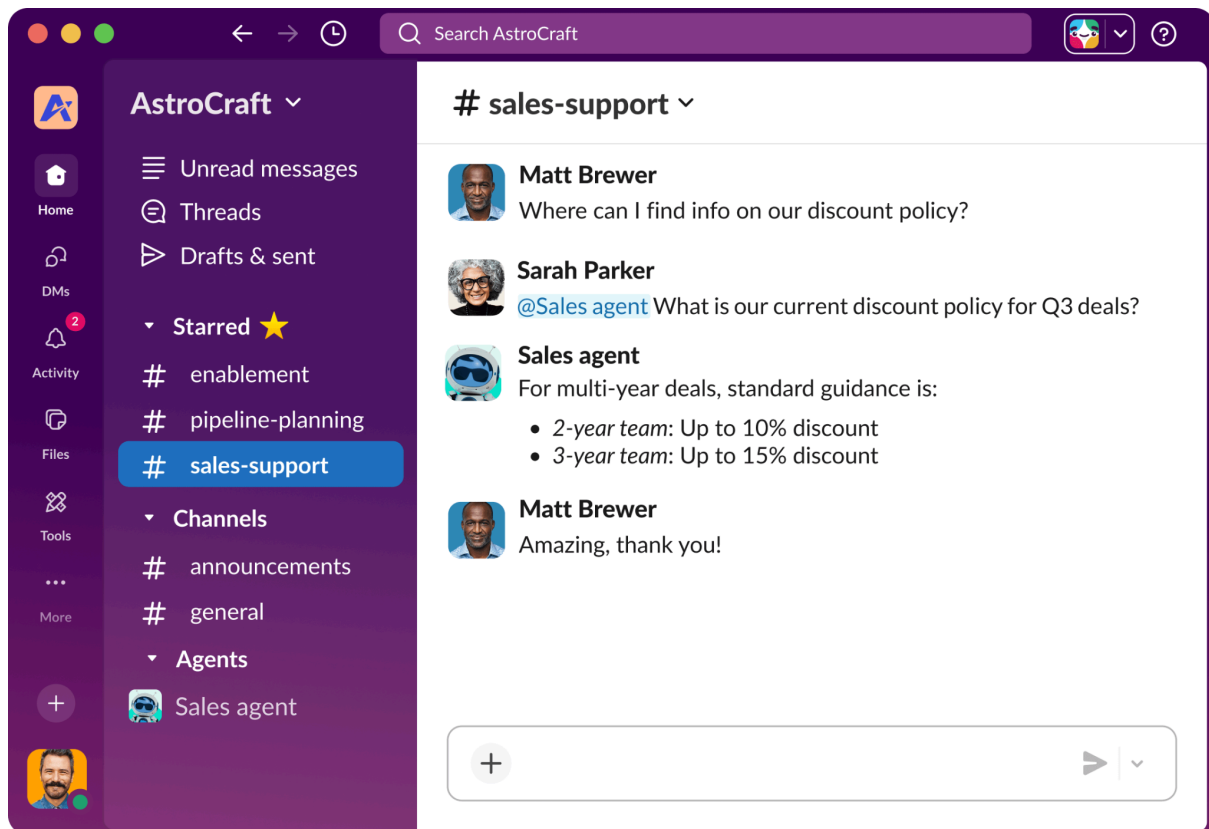 Search AstroCraft
Home
DMs
2
Activity
Files
Tools
More
AstroCraft
Unread messages
Threads
Drafts & sent
Starred ⭐
# enablement
# pipeline-planning
# sales-support
Channels
# announcements
# general
Agents
Sales agent
# sales-support
Matt Brewer
Where can I find info on our discount policy?
Sarah Parker
@Sales agent What is our current discount policy for Q3 deals?
Sales agent
For multi-year deals, standard guidance is:
• 2-year team: Up to 10% discount
• 3-year team: Up to 15% discount
Matt Brewer
Amazing, thank you!